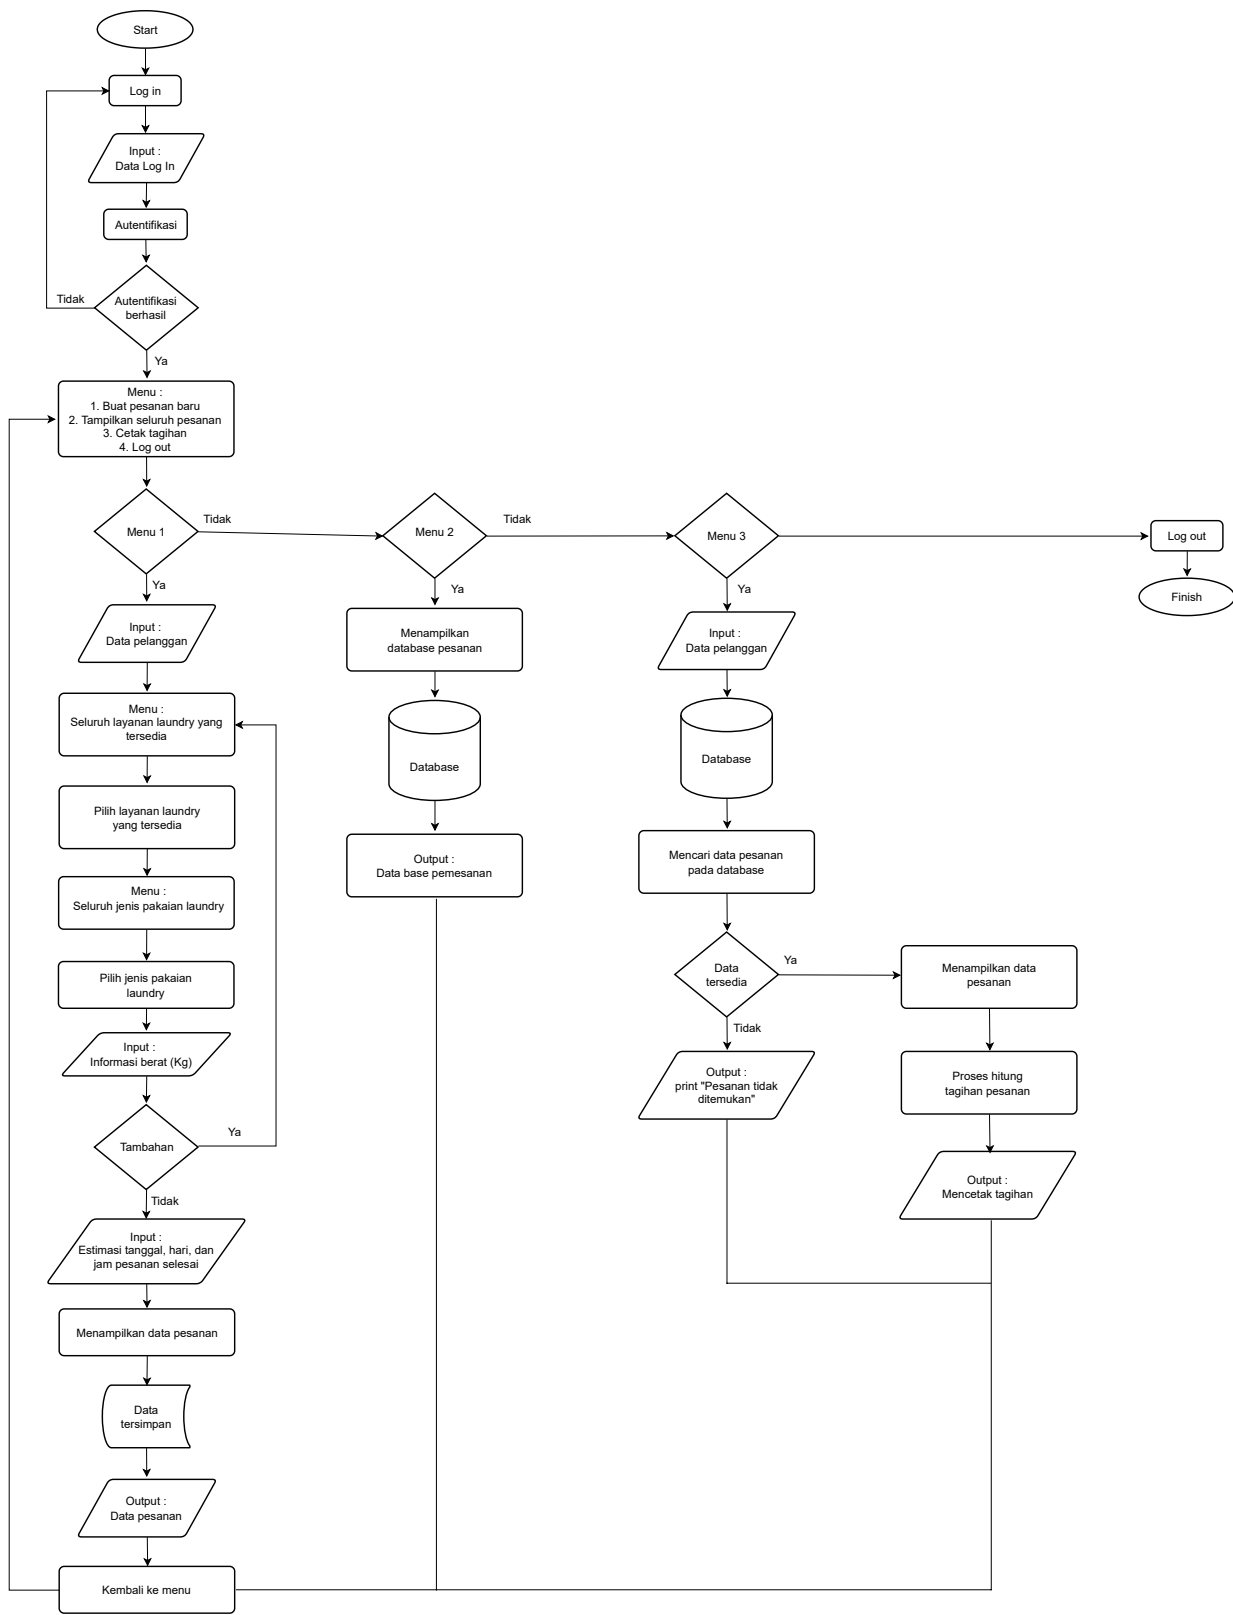 Start
Log in
Input :
Data Log In
Autentifikasi
Autentifikasi
berhasil
Tidak
Ya
Menu :
1. Buat pesanan baru
2. Tampilkan seluruh pesanan
3. Cetak tagihan
4. Log out
Menu 1
Tidak
Menu 2
Tidak
Menu 3
Log out
Finish
Ya
Input :
Data pelanggan
Menu :
Seluruh layanan laundry yang
tersedia
Pilih layanan laundry
yang tersedia
Menu :
Seluruh jenis pakaian laundry
Pilih jenis pakaian
laundry
Input :
Informasi berat (Kg)
Tambahan
Ya
Tidak
Input :
Estimasi tanggal, hari, dan
jam pesanan selesai
Menampilkan data pesanan
Data
tersimpan
Output :
Data pesanan
Kembali ke menu
Ya
Menampilkan
database pesanan
Database
Output :
Data base pemesanan
Ya
Input :
Data pelanggan
Database
Mencari data pesanan
pada database
Data
tersedia
Ya
Tidak
Output :
print "Pesanan tidak
ditemukan"
Menampilkan data
pesanan
Proses hitung
tagihan pesanan
Output :
Mencetak tagihan